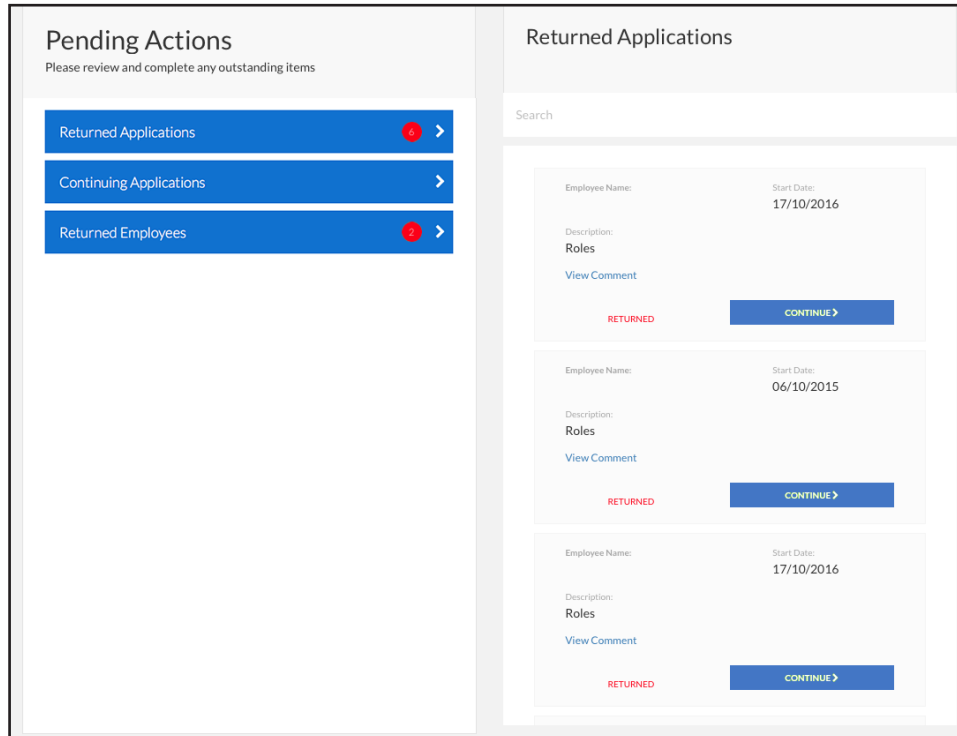 Pending Actions
Please review and complete any outstanding items
Returned Applications 6
Continuing Applications
Returned Employees 2
Returned Applications
Search
Employee Name: Start Date:
17/10/2016
Description:
Roles
View Comment
RETURNED CONTINUE
Employee Name: Start Date:
06/10/2015
Description:
Roles
View Comment
RETURNED CONTINUE
Employee Name: Start Date:
17/10/2016
Description:
Roles
View Comment
RETURNED CONTINUE